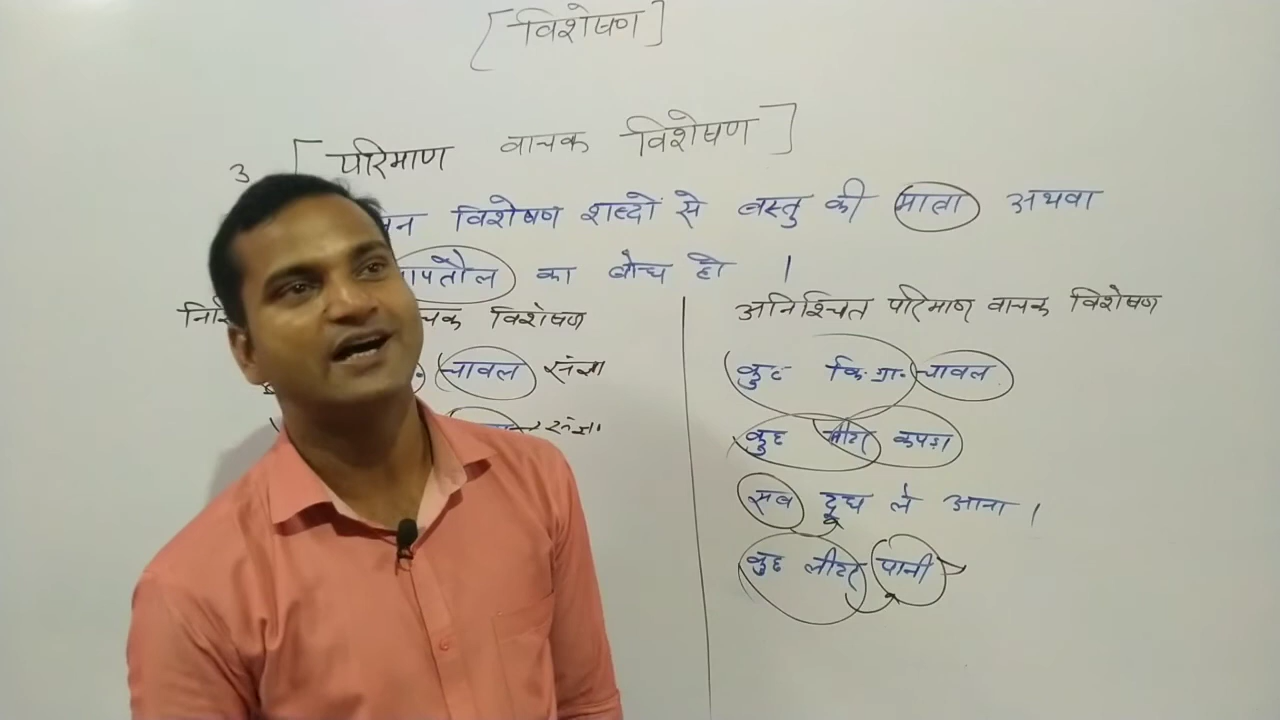 [विशेषण]
3 [परिमाण वाचक विशेषण]
विशेषण शब्दों से वस्तु की मात्रा अथवा
का बोध हो ।
विशेषण
अनिश्चित परिमाण वाचक विशेषण
चावल संज्ञा
संज्ञा
कुछ कि.ग्रा. चावल
कुछ मीटर कपड़ा
सब दूध ले आना ।
कुछ लीटर पानी